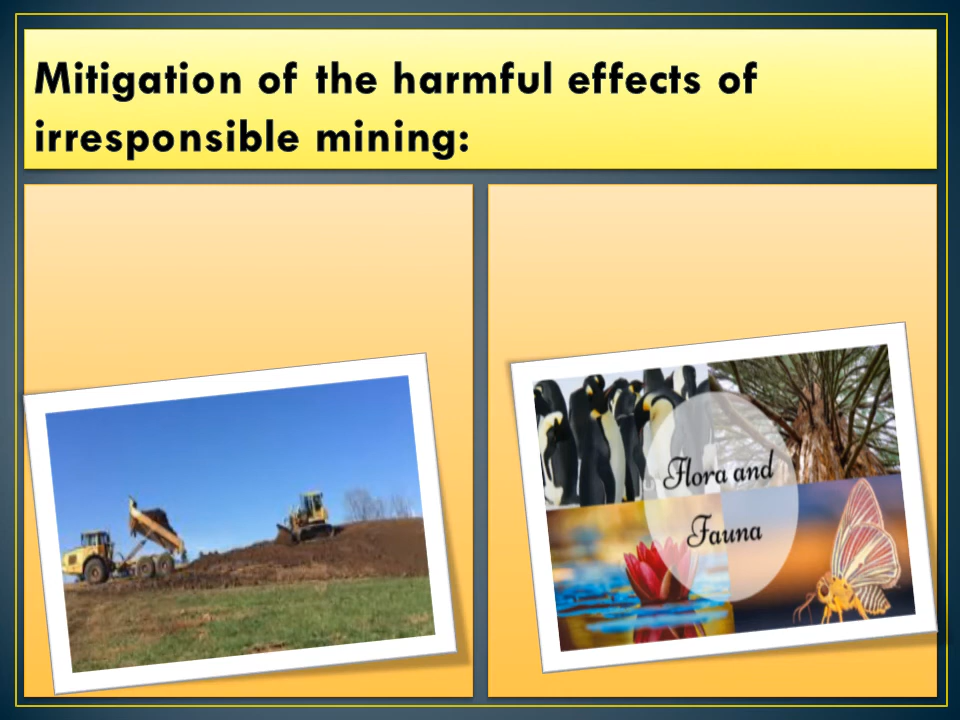 Mitigation of the harmful effects of
irresponsible mining:
Flora and
Fauna